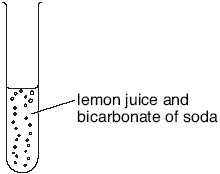 lemon juice and
bicarbonate of soda